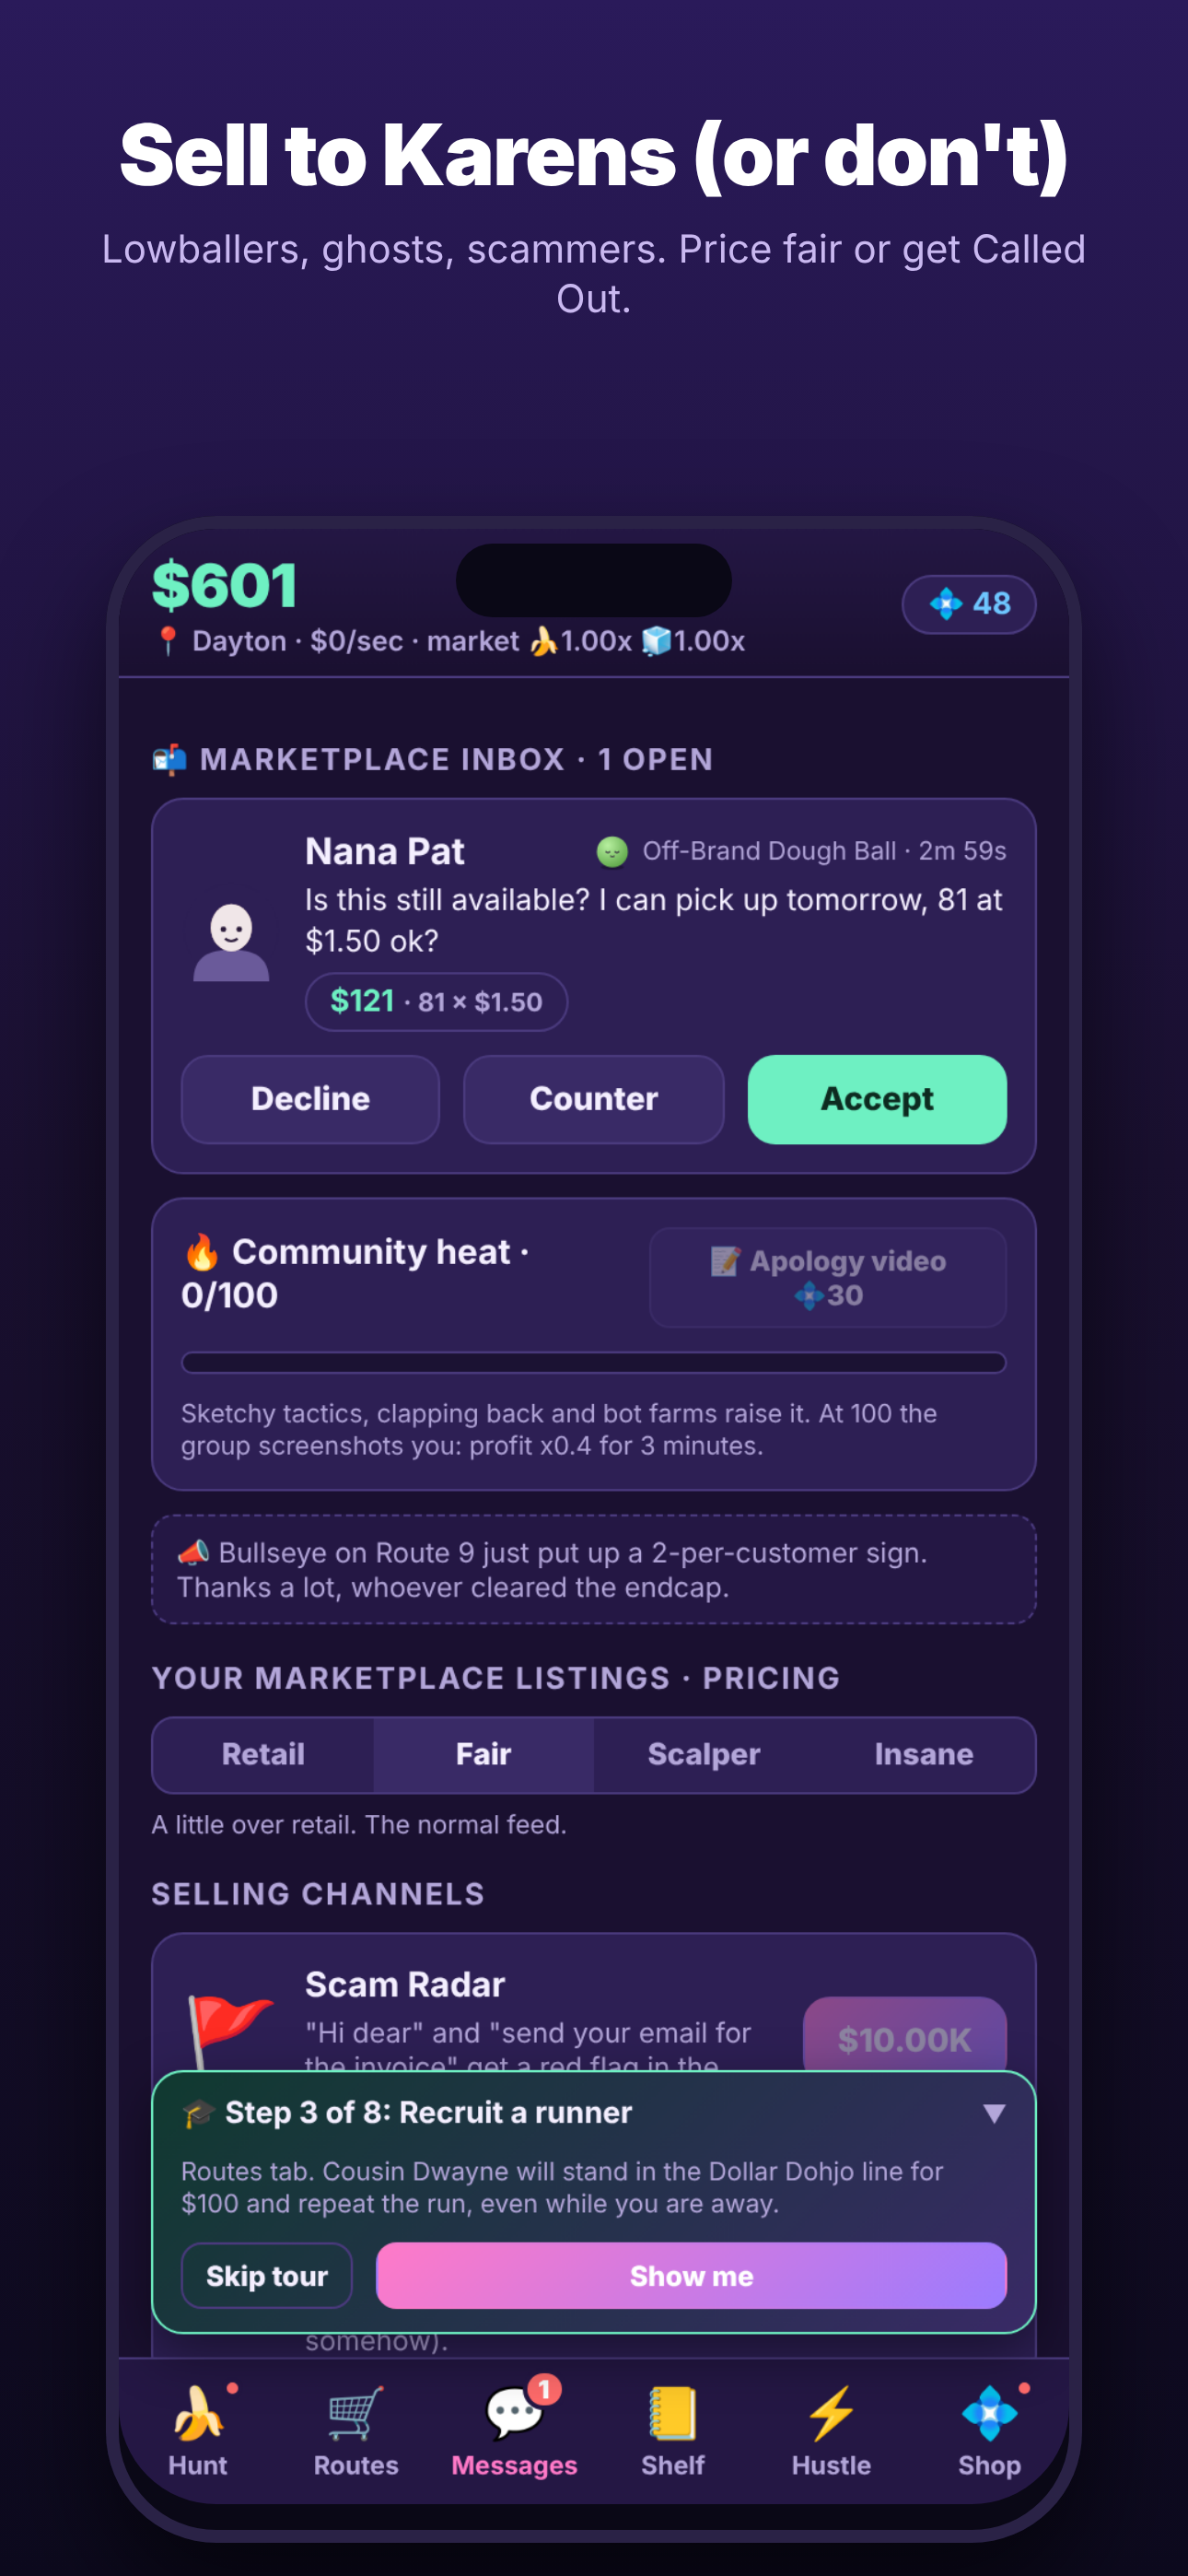 Sell to Karens (or don't)
Lowballers, ghosts, scammers. Price fair or get Called
Out.
$601
💠 48
📍 Dayton · $0/sec · market 🍌1.00x 🧊1.00x
📬 MARKETPLACE INBOX · 1 OPEN
Nana Pat
Off-Brand Dough Ball · 2m 59s
Is this still available? I can pick up tomorrow, 81 at
$1.50 ok?
$121 · 81 × $1.50
Decline
Counter
Accept
🔥 Community heat ·
0/100
📝 Apology video
💠30
Sketchy tactics, clapping back and bot farms raise it. At 100 the
group screenshots you: profit x0.4 for 3 minutes.
📣 Bullseye on Route 9 just put up a 2-per-customer sign.
Thanks a lot, whoever cleared the endcap.
YOUR MARKETPLACE LISTINGS · PRICING
Retail
Fair
Scalper
Insane
A little over retail. The normal feed.
SELLING CHANNELS
Scam Radar
"Hi dear" and "send your email for
the invoice" get a red flag in the
$10.00K
🎓 Step 3 of 8: Recruit a runner
▼
Routes tab. Cousin Dwayne will stand in the Dollar Dohjo line for
$100 and repeat the run, even while you are away.
Skip tour
Show me
somehow).
1
Hunt
Routes
Messages
Shelf
Hustle
Shop